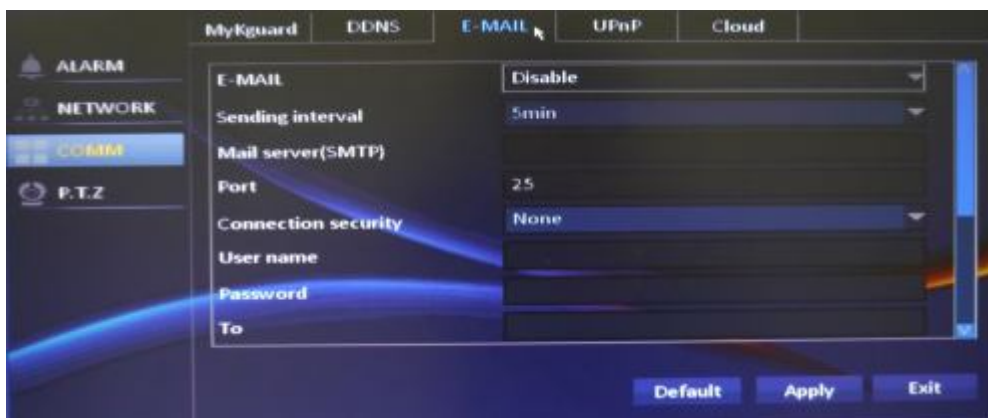 MyKguard DDNS E-MAIL UPnP Cloud
ALARM
NETWORK
COMM
P.T.Z
E-MAIL Disable
Sending interval 5min
Mail server(SMTP)
Port 25
Connection security None
User name
Password
To
Default Apply Exit